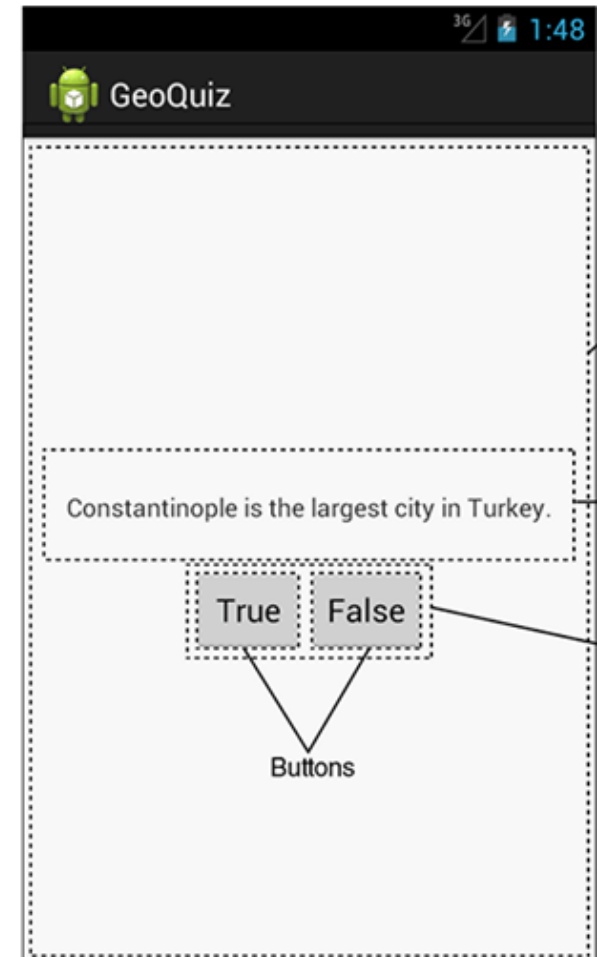 3G 1:48
GeoQuiz
Constantinople is the largest city in Turkey.
True False
Buttons